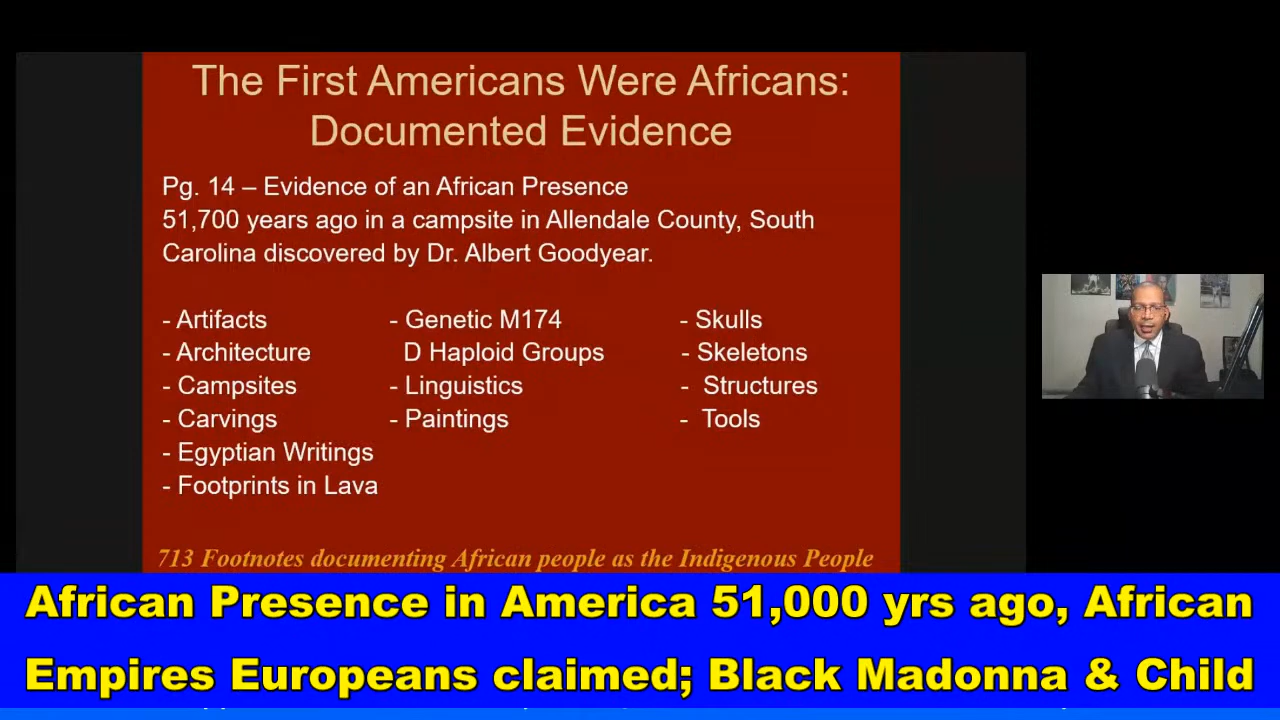 The First Americans Were Africans:
Documented Evidence
Pg. 14 – Evidence of an African Presence
51,700 years ago in a campsite in Allendale County, South
Carolina discovered by Dr. Albert Goodyear.
- Artifacts
- Architecture
- Campsites
- Carvings
- Egyptian Writings
- Footprints in Lava
- Genetic M174
D Haploid Groups
- Linguistics
- Paintings
- Skulls
- Skeletons
- Structures
- Tools
713 Footnotes documenting African people as the Indigenous People
African Presence in America 51,000 yrs ago, African
Empires Europeans claimed; Black Madonna & Child